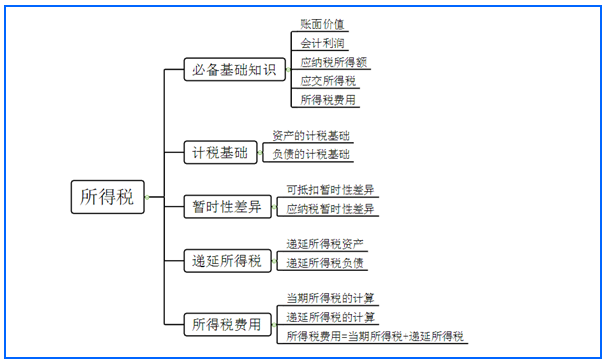 所得税
必备基础知识
账面价值
会计利润
应纳税所得额
应交所得税
所得税费用
计税基础
资产的计税基础
负债的计税基础
暂时性差异
可抵扣暂时性差异
应纳税暂时性差异
递延所得税
递延所得税资产
递延所得税负债
所得税费用
当期所得税的计算
递延所得税的计算
所得税费用=当期所得税+递延所得税